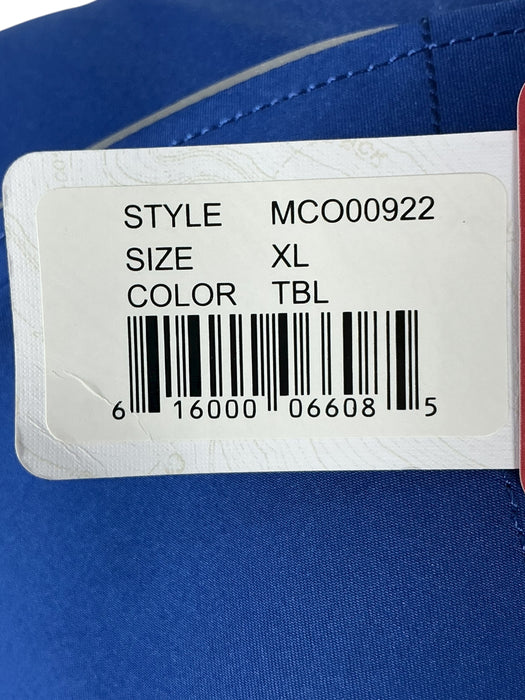 STYLE MCO00922
SIZE XL
COLOR TBL
6 16000 06608 5